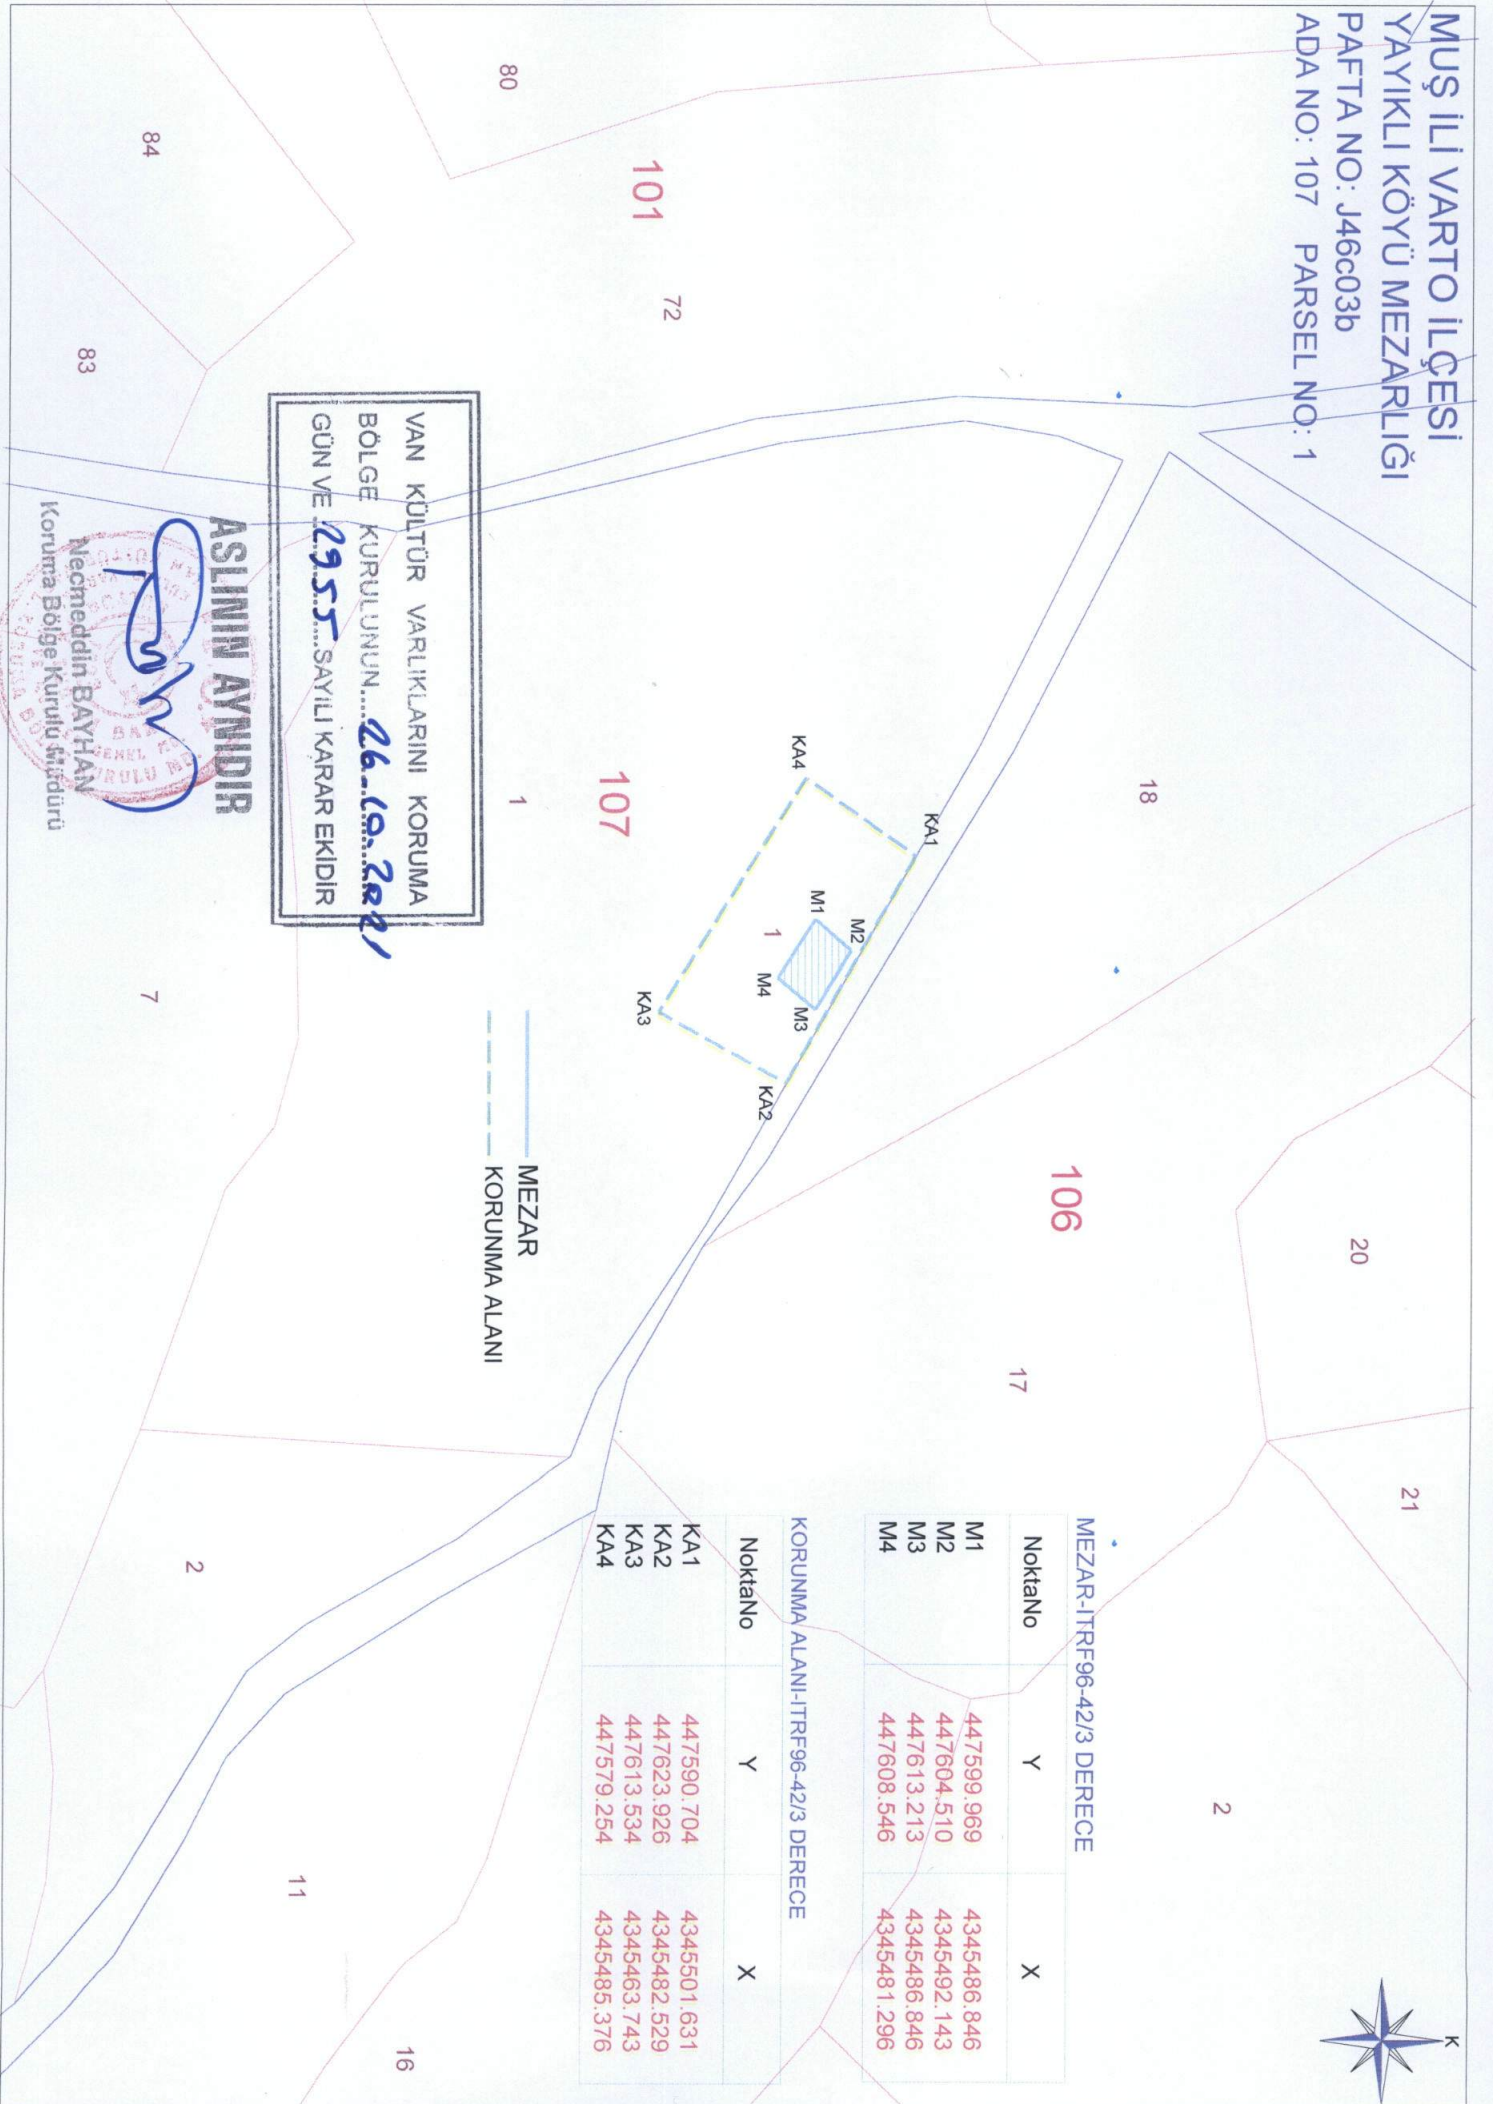 MUŞ İLİ VARTO İLÇESİ
YAYIKLI KÖYÜ MEZARLIĞI
PAFTA NO: J46c03b
ADA NO: 107 PARSEL NO: 1
K
80
84
83
101
72
18
106
20
21
17
2
107
1
7
2
11
16
KA4
KA1
M1
M2
1
M4
M3
KA3
KA2
MEZAR-ITRF96-42/3 DERECE
NoktaNo Y X
M1 447599.969 4345486.846
M2 447604.510 4345492.143
M3 447613.213 4345486.846
M4 447608.546 4345481.296
KORUNMA ALANI-ITRF96-42/3 DERECE
NoktaNo Y X
KA1 447590.704 4345501.631
KA2 447623.926 4345482.529
KA3 447613.534 4345463.743
KA4 447579.254 4345485.376
MEZAR
KORUNMA ALANI
VAN KÜLTÜR VARLIKLARINI KORUMA
BÖLGE KURULUNUN....26.10.2021
GÜN VE ..2955...SAYILI KARAR EKİDİR
ASLININ AYNIDIR
Necmeddin BAYHAN
Koruma Bölge Kurulu Müdürü